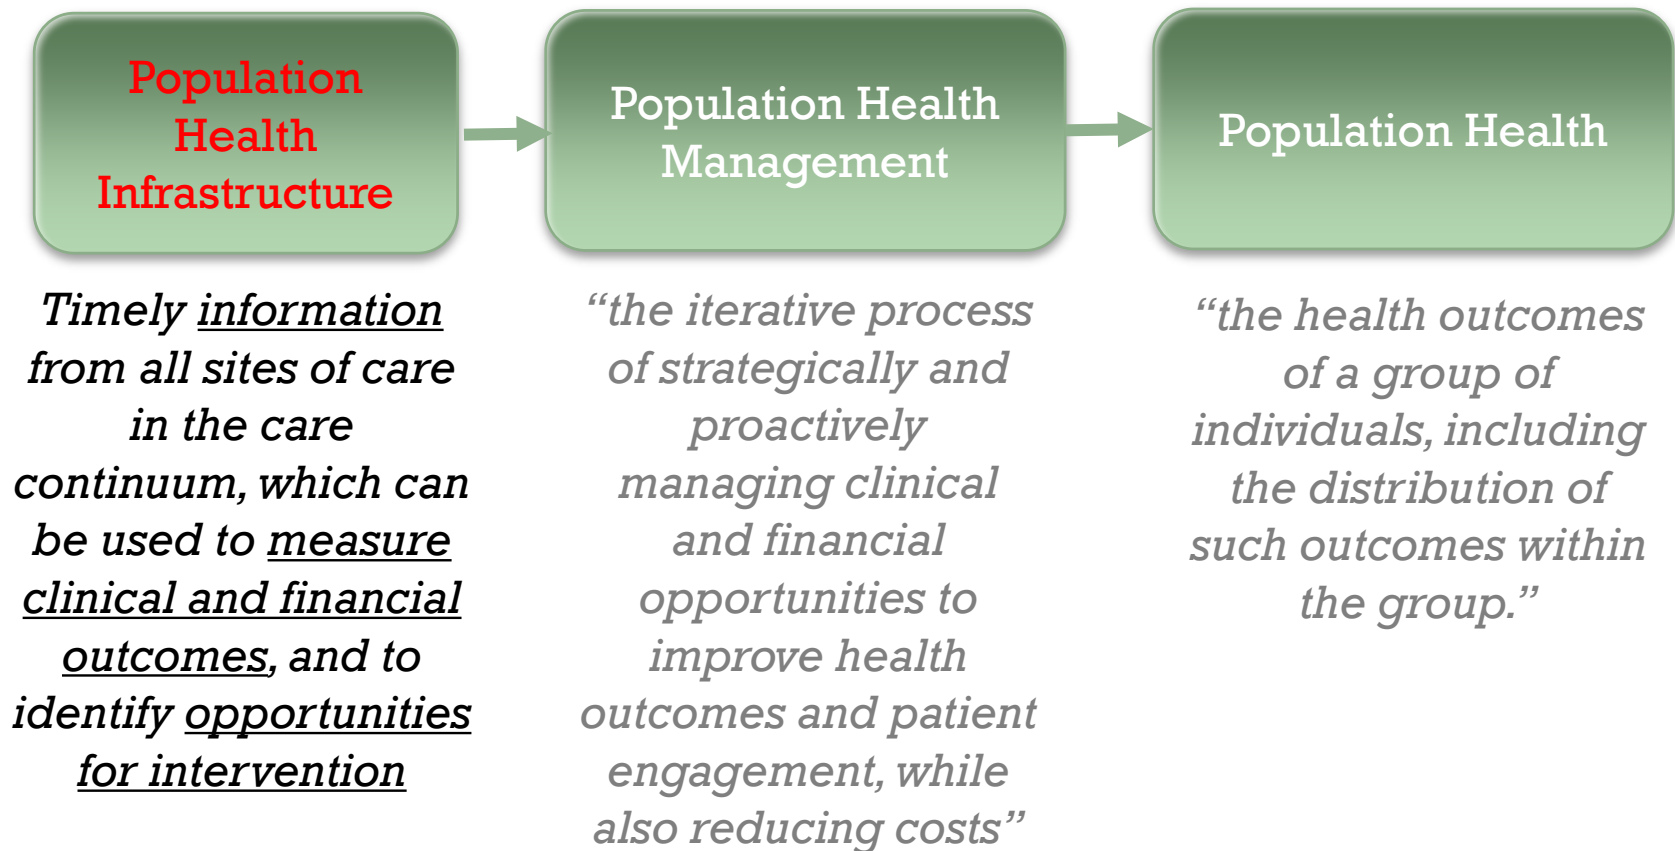 Population
Health
Infrastructure
Population Health
Management
Population Health
Timely information
from all sites of care
in the care
continuum, which can
be used to measure
clinical and financial
outcomes, and to
identify opportunities
for intervention
“the iterative process
of strategically and
proactively
managing clinical
and financial
opportunities to
improve health
outcomes and patient
engagement, while
also reducing costs”
“the health outcomes
of a group of
individuals, including
the distribution of
such outcomes within
the group.”